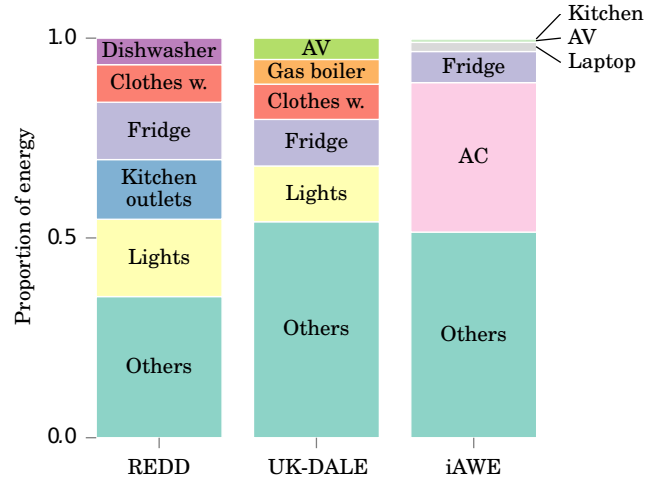 Proportion of energy
1.0
0.5
0.0
Dishwasher
Clothes w.
Fridge
Kitchen
outlets
Lights
Others
REDD
AV
Gas boiler
Clothes w.
Fridge
Lights
Others
UK-DALE
Kitchen
AV
Laptop
Fridge
AC
Others
iAWE